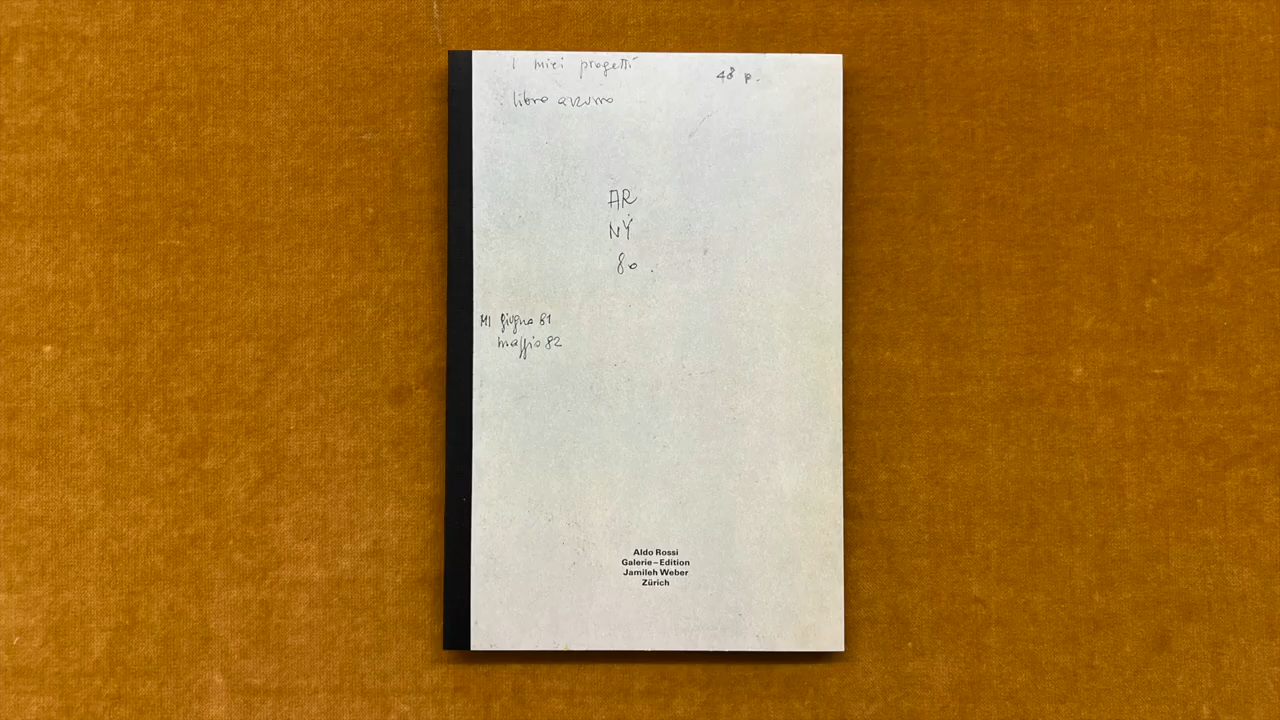 I miei progetti
48 p.
libro azzurro
AR
NY
80.
MI giugno 81
maggio 82
Aldo Rossi
Galerie – Edition
Jamileh Weber
Zürich